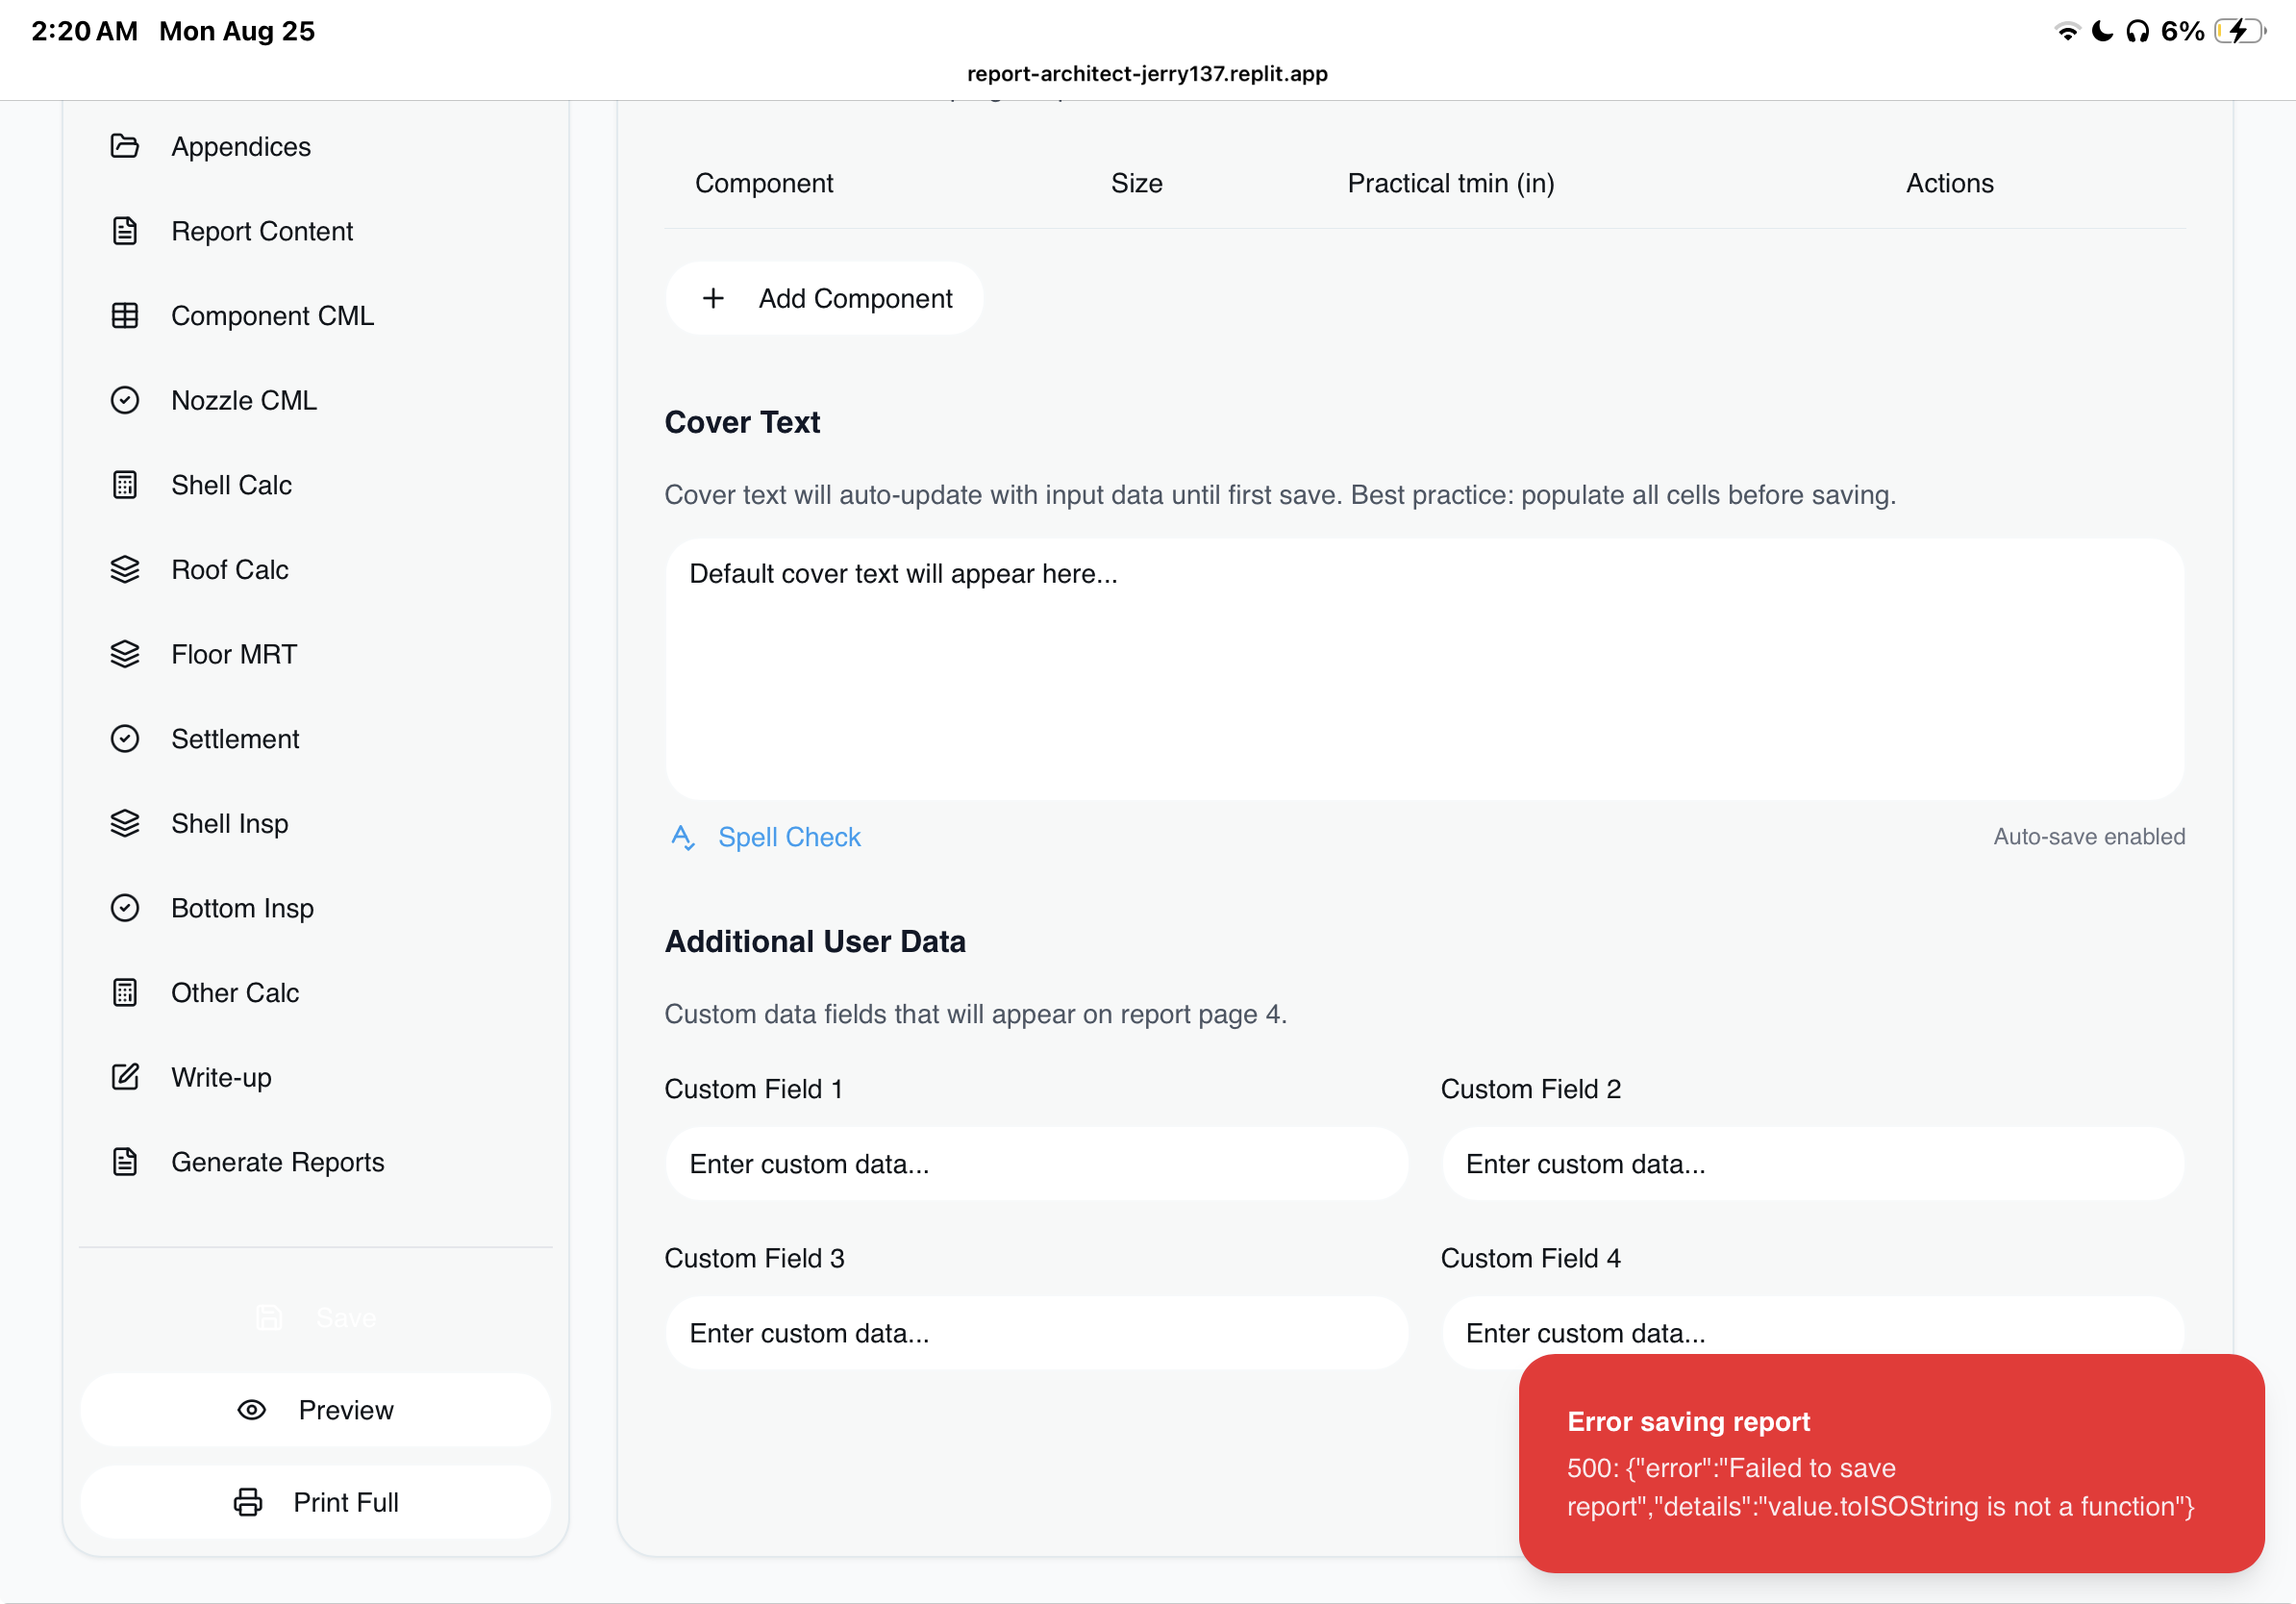 2:20 AM Mon Aug 25
6%
report-architect-jerry137.replit.app
Appendices
Report Content
Component CML
Nozzle CML
Shell Calc
Roof Calc
Floor MRT
Settlement
Shell Insp
Bottom Insp
Other Calc
Write-up
Generate Reports
Save
Preview
Print Full
Component Size Practical tmin (in) Actions
+ Add Component
Cover Text
Cover text will auto-update with input data until first save. Best practice: populate all cells before saving.
Default cover text will appear here...
Spell Check
Auto-save enabled
Additional User Data
Custom data fields that will appear on report page 4.
Custom Field 1
Enter custom data...
Custom Field 2
Enter custom data...
Custom Field 3
Enter custom data...
Custom Field 4
Enter custom data...
Error saving report
500: {"error":"Failed to save
report","details":"value.toISOString is not a function"}